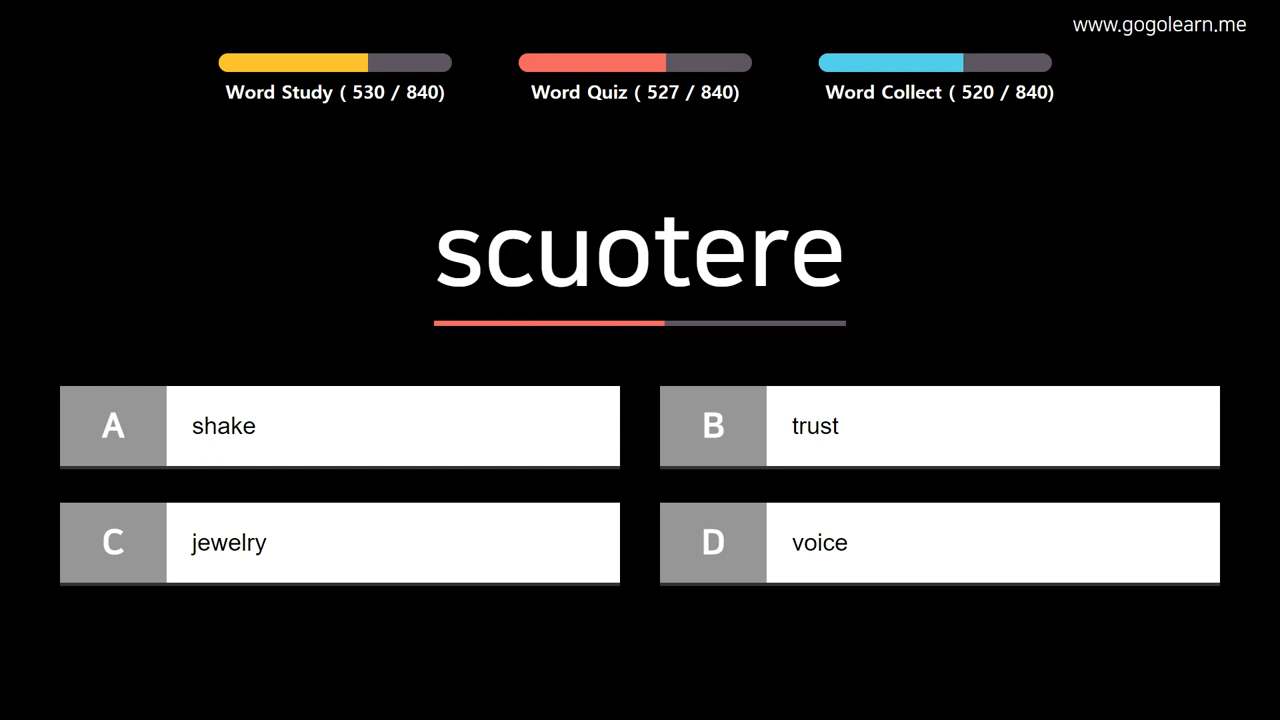 www.gogolearn.me
Word Study ( 530 / 840)
Word Quiz ( 527 / 840)
Word Collect ( 520 / 840)
scuotere
A shake
B trust
C jewelry
D voice